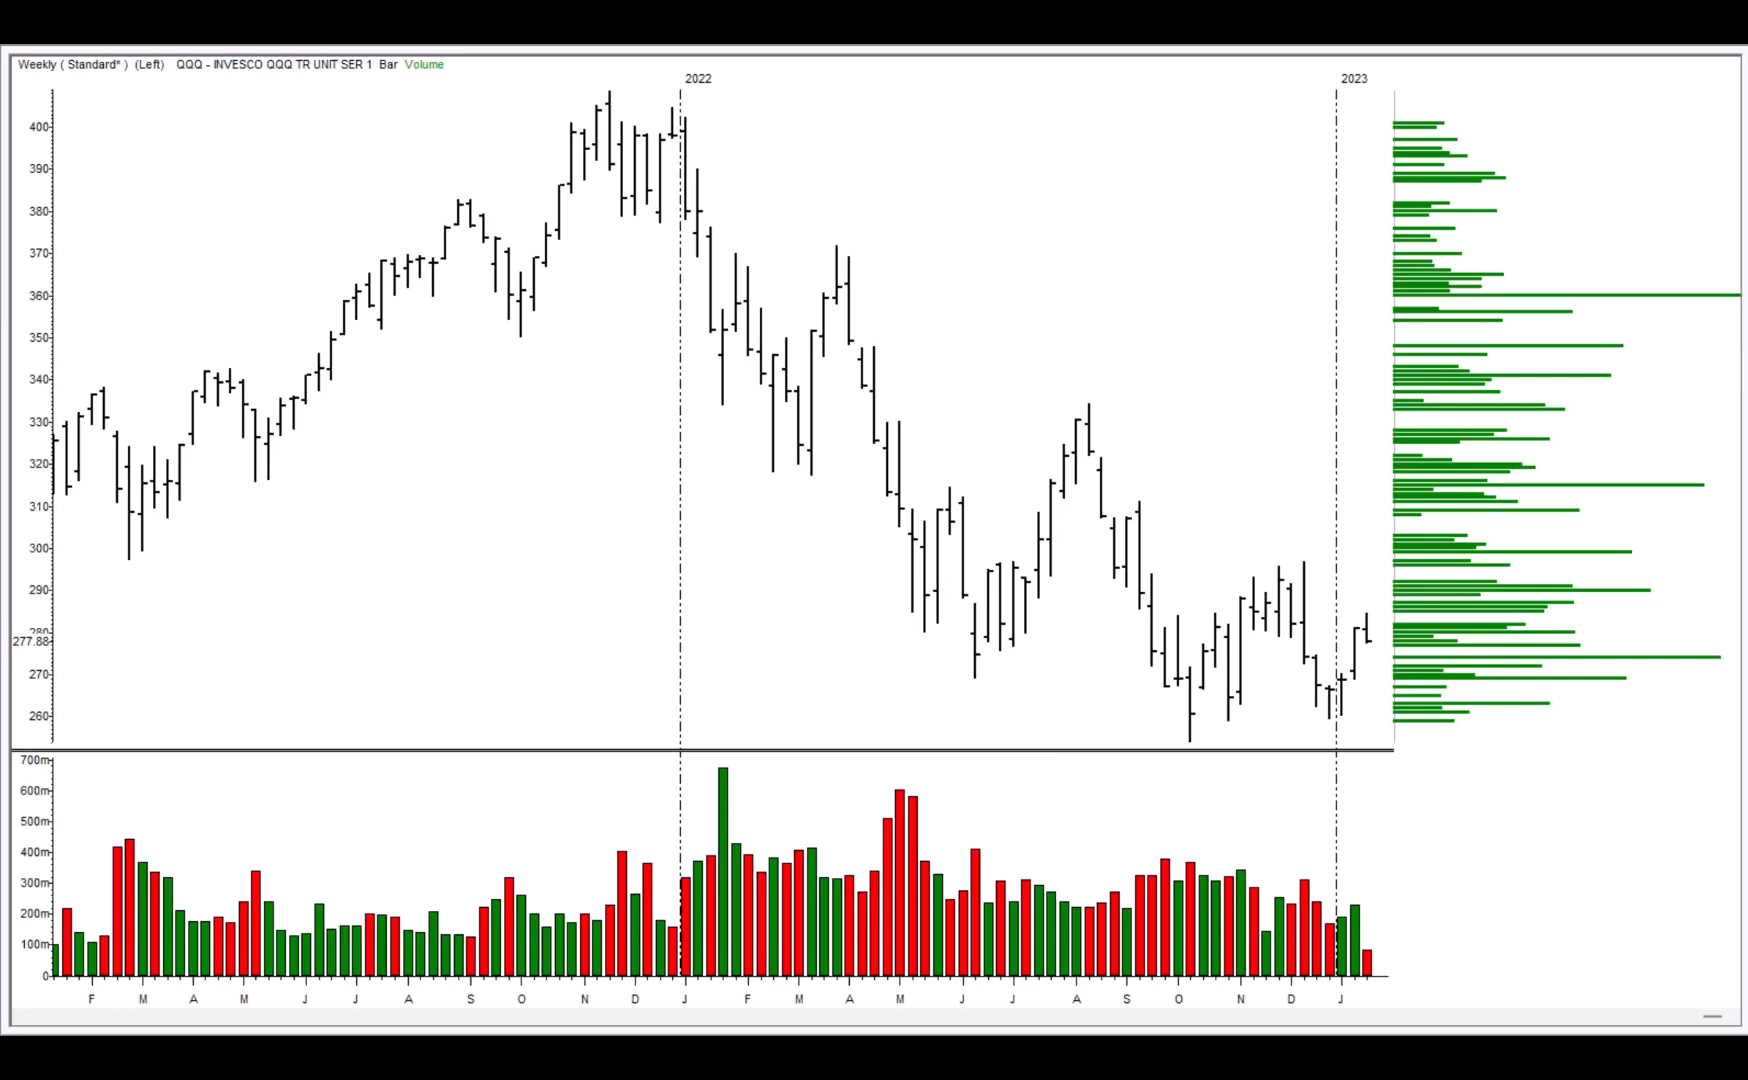 Weekly ( Standard* ) (Left) QQQ - INVESCO QQQ TR UNIT SER 1 Bar Volume
2022 2023
400
390
380
370
360
350
340
330
320
310
300
290
280
277.88
270
260
700m
600m
500m
400m
300m
200m
100m
0
F M A M J J A S O N D J F M A M J J A S O N D J